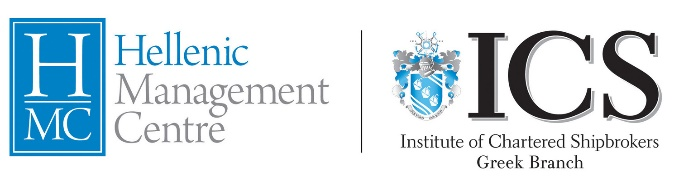 H
MC
Hellenic
Management
Centre
ICS
Institute of Chartered Shipbrokers
Greek Branch